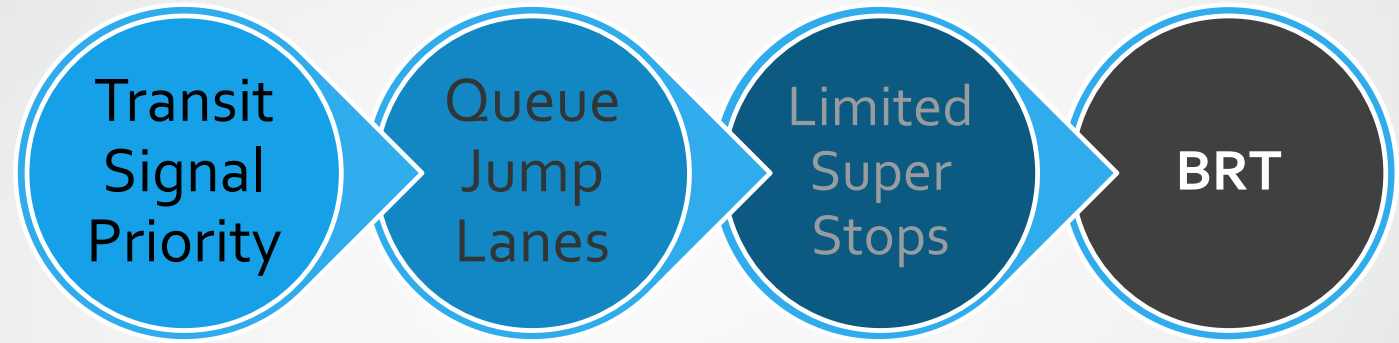 Transit
Signal
Priority
Queue
Jump
Lanes
Limited
Super
Stops
BRT